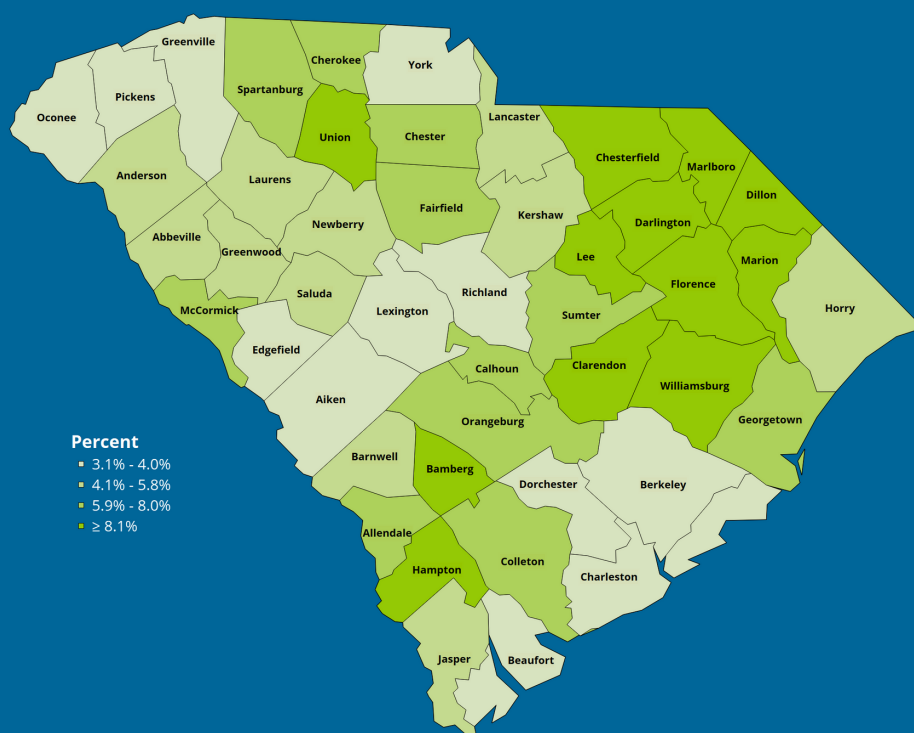 Greenville
Cherokee
York
Spartanburg
Pickens
Oconee
Lancaster
Union
Chester
Chesterfield
Marlboro
Anderson
Laurens
Dillon
Fairfield
Kershaw
Darlington
Newberry
Abbeville
Greenwood
Lee
Marion
Florence
Saluda
Richland
McCormick
Lexington
Sumter
Horry
Edgefield
Calhoun
Clarendon
Williamsburg
Aiken
Orangeburg
Georgetown
Percent
3.1% - 4.0%
4.1% - 5.8%
5.9% - 8.0%
≥ 8.1%
Barnwell
Bamberg
Dorchester
Berkeley
Allendale
Colleton
Hampton
Charleston
Jasper
Beaufort